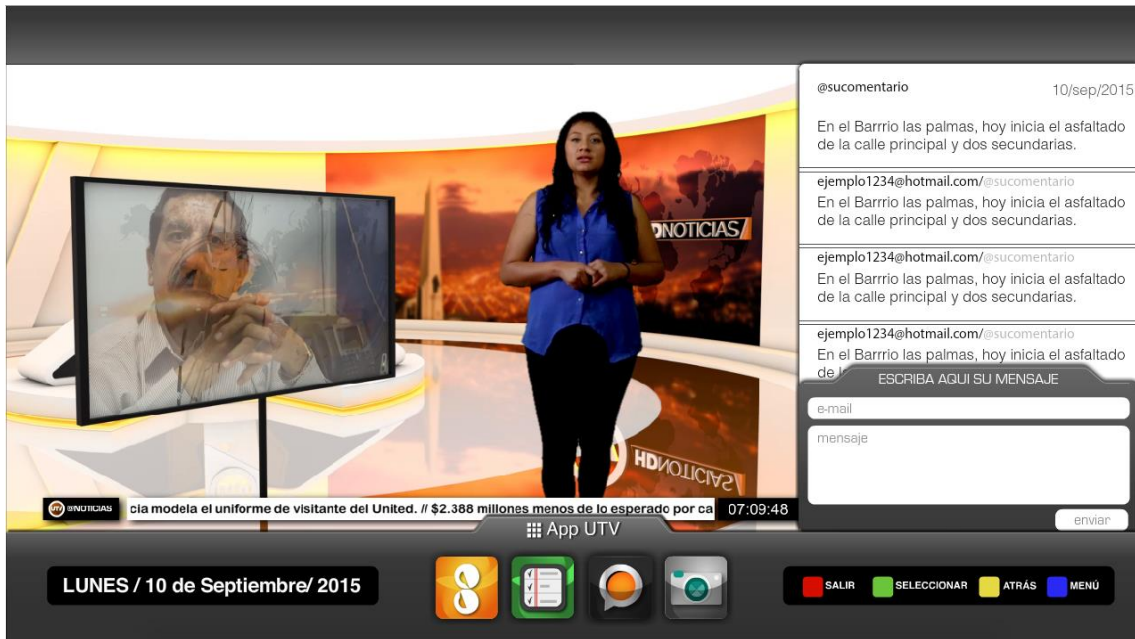 @sucomentario
10/sep/2015
En el Barrrio las palmas, hoy inicia el asfaltado
de la calle principal y dos secundarias.
ejemplo1234@hotmail.com/@sucomentario
En el Barrrio las palmas, hoy inicia el asfaltado
de la calle principal y dos secundarias.
ejemplo1234@hotmail.com/@sucomentario
En el Barrrio las palmas, hoy inicia el asfaltado
de la calle principal y dos secundarias.
ejemplo1234@hotmail.com/@sucomentario
En el Barrrio las palmas, hoy inicia el asfaltado
de
ESCRIBA AQUI SU MENSAJE
e-mail
mensaje
enviar
DNOTICIAS
HDNOTICIAS
UTV @NOTICIAS
cia modela el uniforme de visitante del United. // $2.388 millones menos de lo esperado por ca
07:09:48
App UTV
LUNES / 10 de Septiembre/ 2015
SALIR
SELECCIONAR
ATRÁS
MENÚ